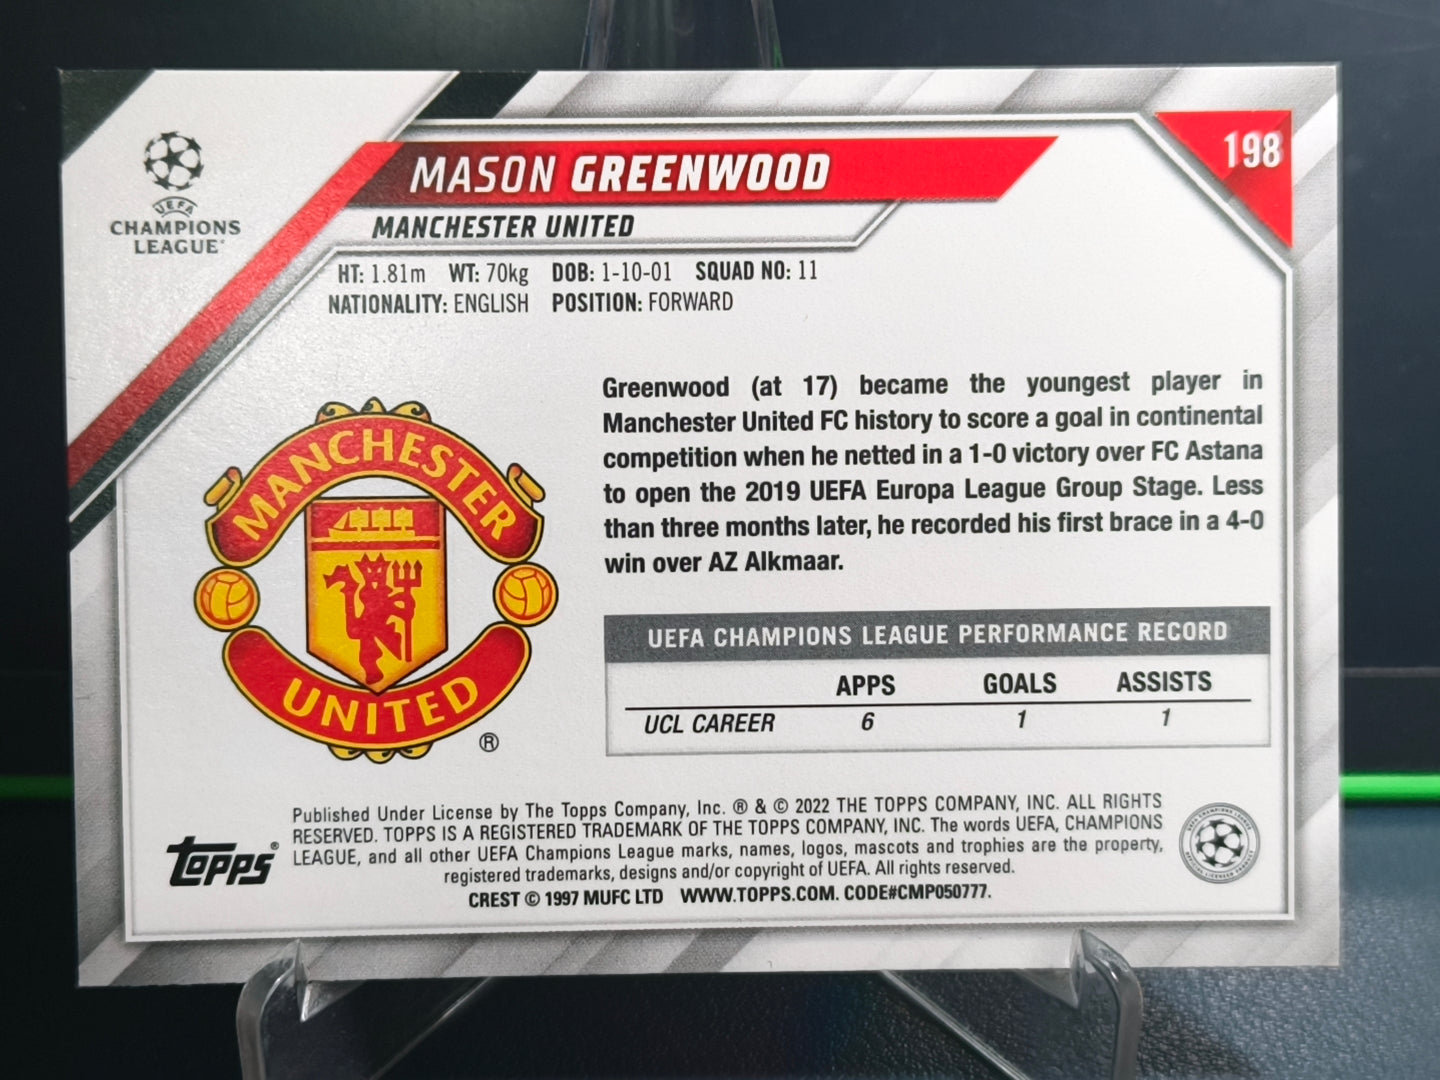 198
MASON GREENWOOD
UEFA
CHAMPIONS
LEAGUE
MANCHESTER UNITED
HT: 1.81m WT: 70kg DOB: 1-10-01 SQUAD NO: 11
NATIONALITY: ENGLISH POSITION: FORWARD
Greenwood (at 17) became the youngest player in
Manchester United FC history to score a goal in continental
competition when he netted in a 1-0 victory over FC Astana
to open the 2019 UEFA Europa League Group Stage. Less
than three months later, he recorded his first brace in a 4-0
win over AZ Alkmaar.
MANCHESTER
UNITED
®
UEFA CHAMPIONS LEAGUE PERFORMANCE RECORD
APPS GOALS ASSISTS
UCL CAREER 6 1 1
Published Under License by The Topps Company, Inc. ® & © 2022 THE TOPPS COMPANY, INC. ALL RIGHTS
RESERVED. TOPPS IS A REGISTERED TRADEMARK OF THE TOPPS COMPANY, INC. The words UEFA, CHAMPIONS
LEAGUE, and all other UEFA Champions League marks, names, logos, mascots and trophies are the property,
registered trademarks, designs and/or copyright of UEFA. All rights reserved.
CREST © 1997 MUFC LTD WWW.TOPPS.COM. CODE#CMP050777.
topps®